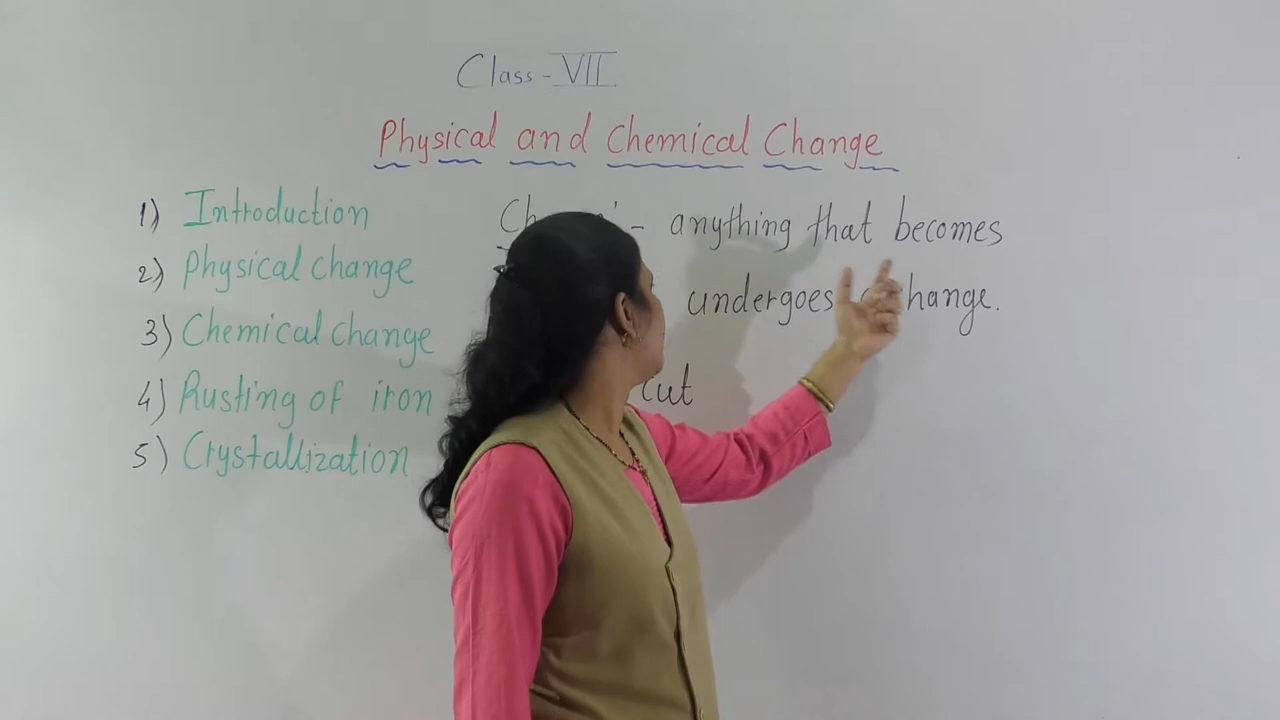 Class - VII
Physical and Chemical Change
1) Introduction
2) Physical change
3) Chemical change
4) Rusting of iron
5) Crystallization
- anything that becomes
undergoes change.
cut